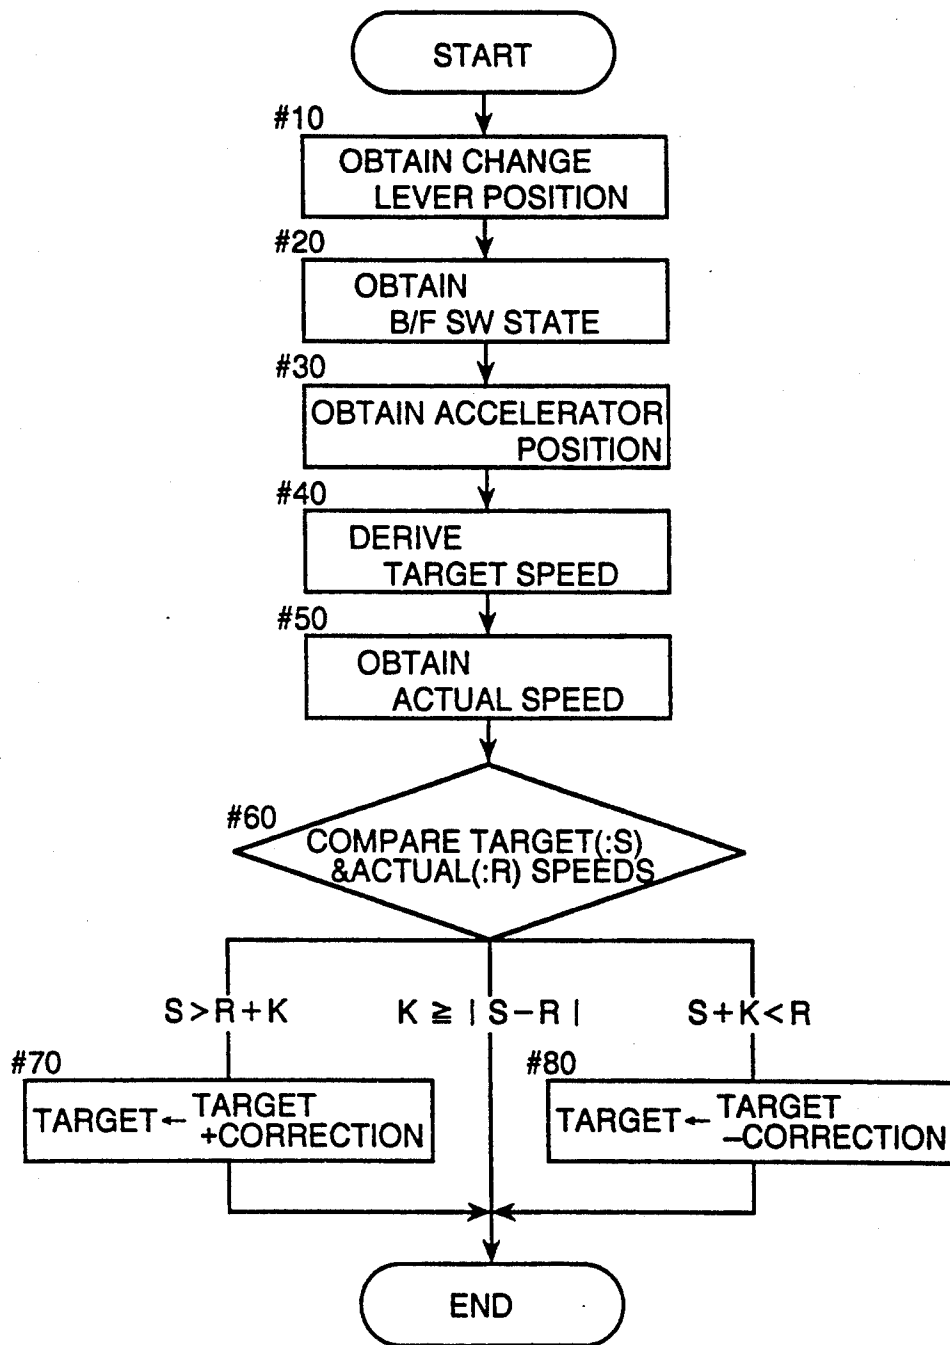 START
#10
OBTAIN CHANGE
LEVER POSITION
#20
OBTAIN
B/F SW STATE
#30
OBTAIN ACCELERATOR
POSITION
#40
DERIVE
TARGET SPEED
#50
OBTAIN
ACTUAL SPEED
#60
COMPARE TARGET(:S)
&ACTUAL(:R) SPEEDS
S>R+K
K ≧ | S−R |
S+K<R
#70
TARGET← TARGET
+CORRECTION
#80
TARGET← TARGET
−CORRECTION
END